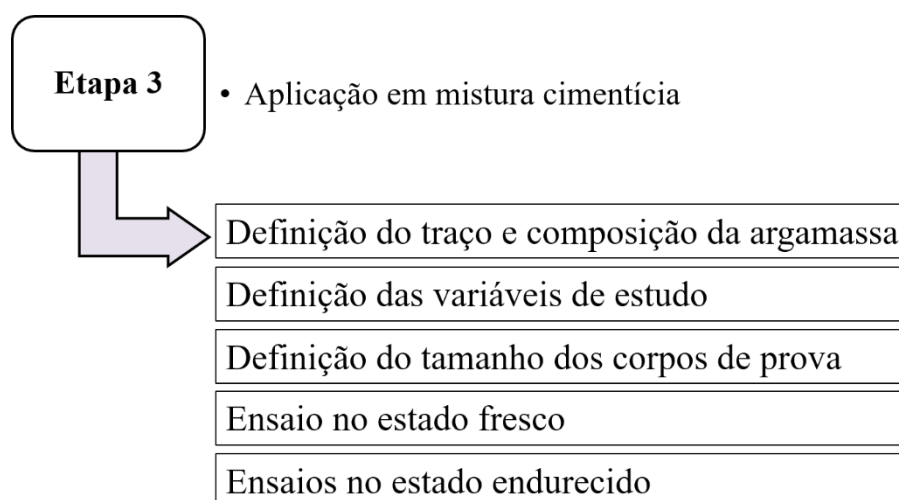 Etapa 3
• Aplicação em mistura cimentícia
Definição do traço e composição da argamassa
Definição das variáveis de estudo
Definição do tamanho dos corpos de prova
Ensaio no estado fresco
Ensaios no estado endurecido